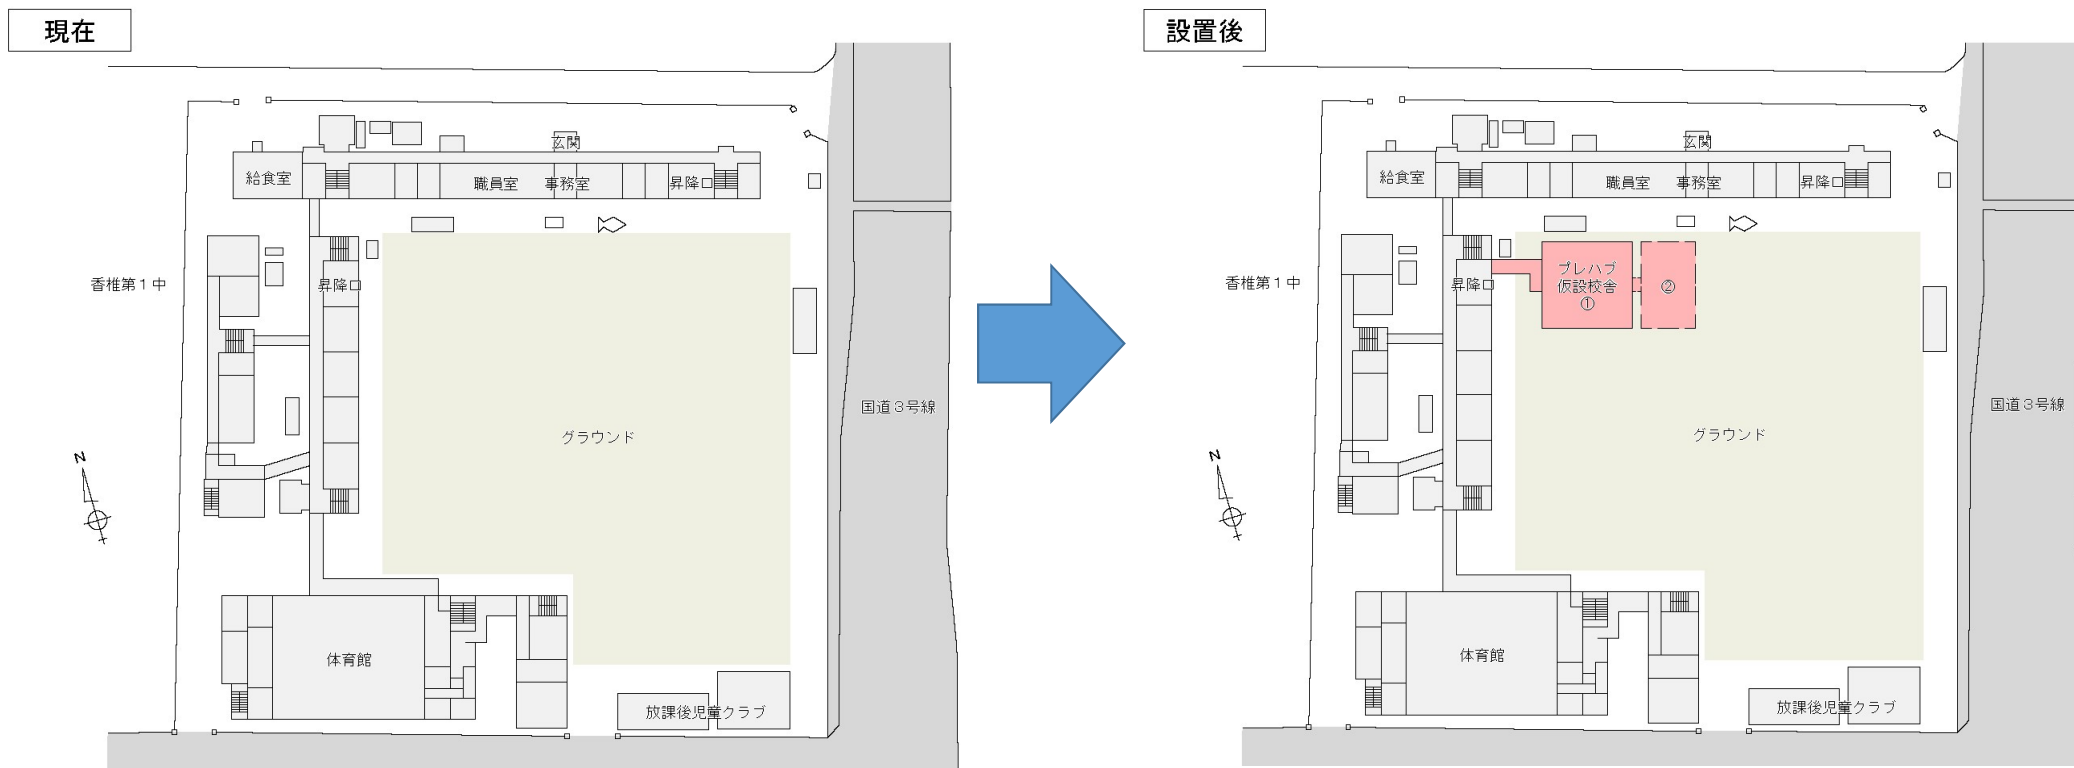 現在
玄関
給食室
職員室
事務室
昇降口
香椎第1中
昇降口
国道3号線
グラウンド
N
体育館
放課後児童クラブ
設置後
玄関
給食室
職員室
事務室
昇降口
香椎第1中
昇降口
プレハブ
仮設校舎
①
②
国道3号線
グラウンド
N
体育館
放課後児童クラブ